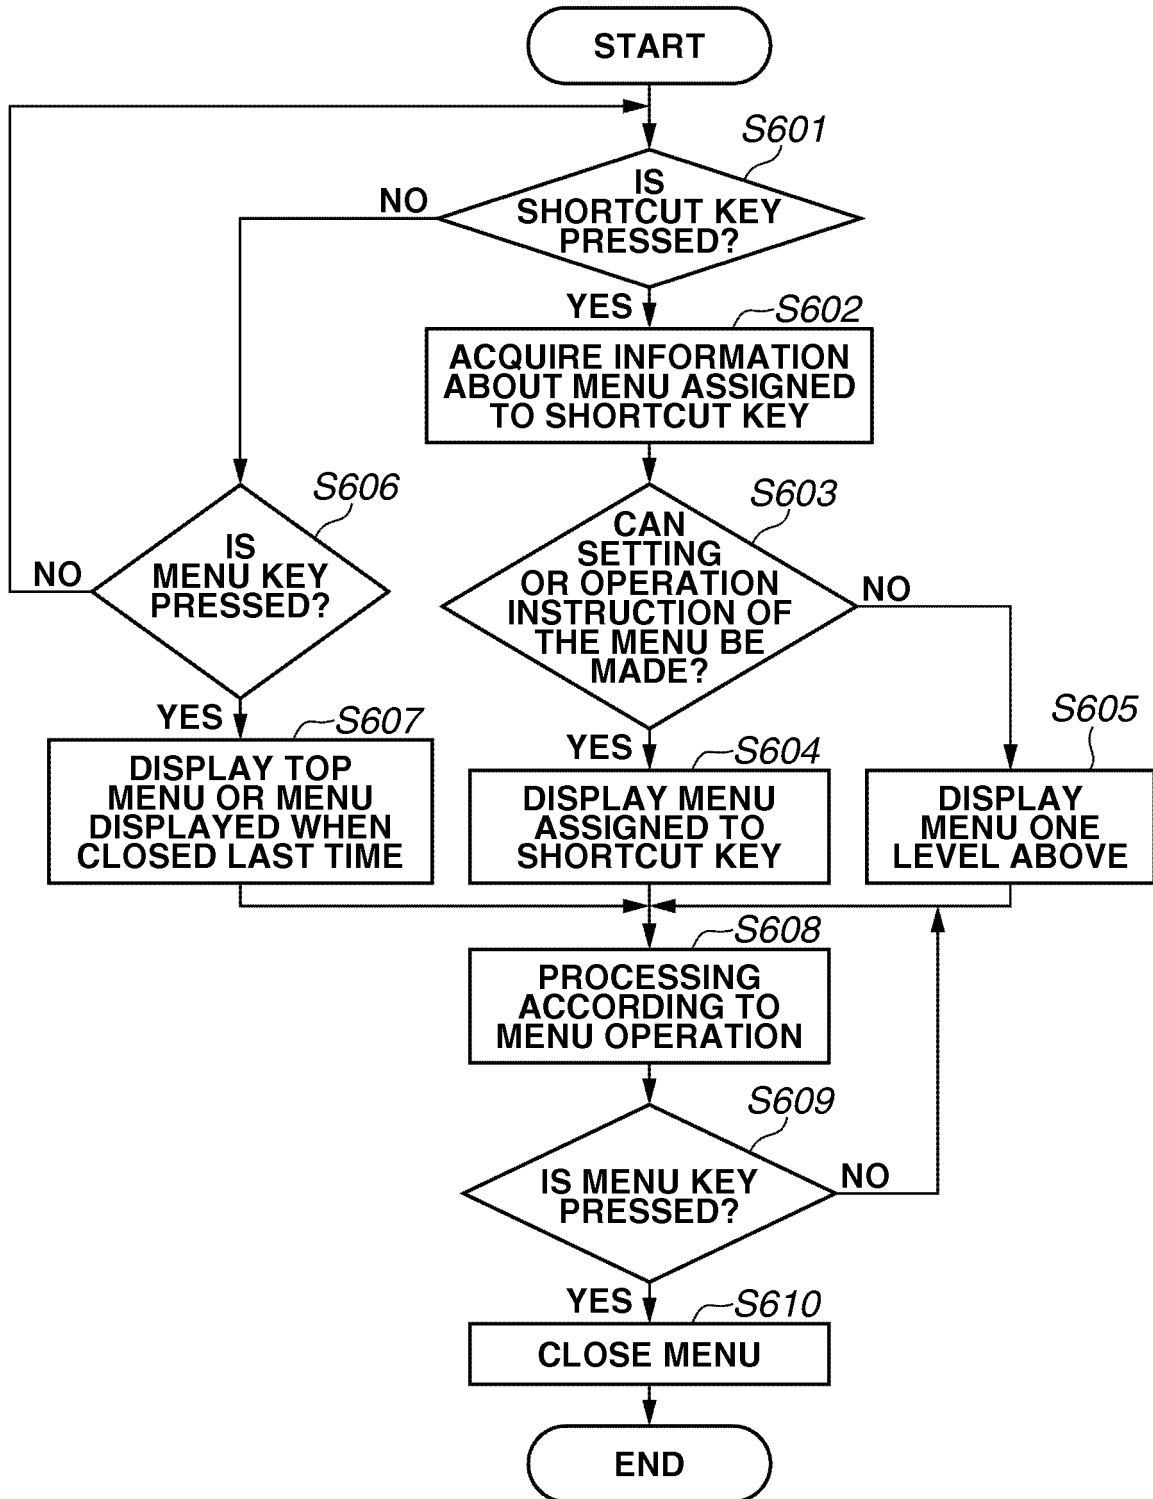 START
S601
IS
SHORTCUT KEY
PRESSED?
NO
YES
S602
ACQUIRE INFORMATION
ABOUT MENU ASSIGNED
TO SHORTCUT KEY
S606
IS
MENU KEY
PRESSED?
NO
YES
S603
CAN
SETTING
OR OPERATION
INSTRUCTION OF
THE MENU BE
MADE?
NO
YES
S607
DISPLAY TOP
MENU OR MENU
DISPLAYED WHEN
CLOSED LAST TIME
S604
DISPLAY MENU
ASSIGNED TO
SHORTCUT KEY
S605
DISPLAY
MENU ONE
LEVEL ABOVE
S608
PROCESSING
ACCORDING TO
MENU OPERATION
S609
IS MENU KEY
PRESSED?
NO
YES
S610
CLOSE MENU
END